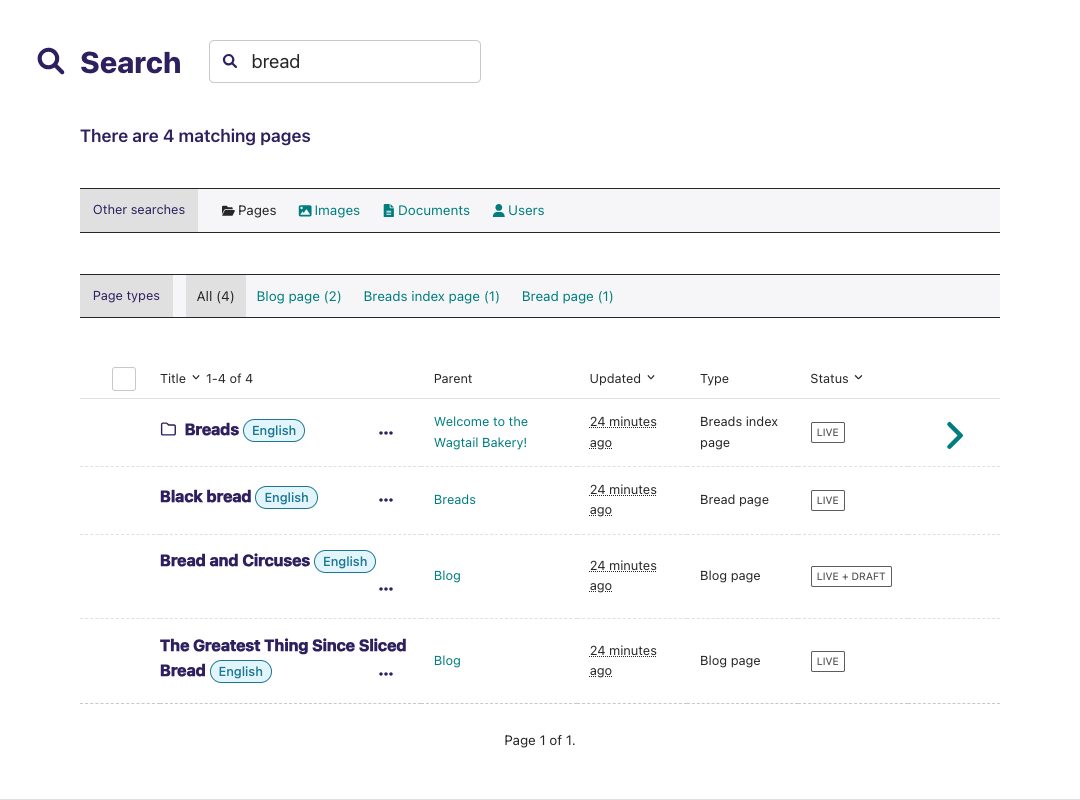 Search
bread
There are 4 matching pages
Other searches Pages Images Documents Users
Page types All (4) Blog page (2) Breads index page (1) Bread page (1)
Title 1-4 of 4 Parent Updated Type Status
Breads English ... Welcome to the Wagtail Bakery! 24 minutes ago Breads index page LIVE
Black bread English ... Breads 24 minutes ago Bread page LIVE
Bread and Circuses English ... Blog 24 minutes ago Blog page LIVE + DRAFT
The Greatest Thing Since Sliced Bread English ... Blog 24 minutes ago Blog page LIVE
Page 1 of 1.